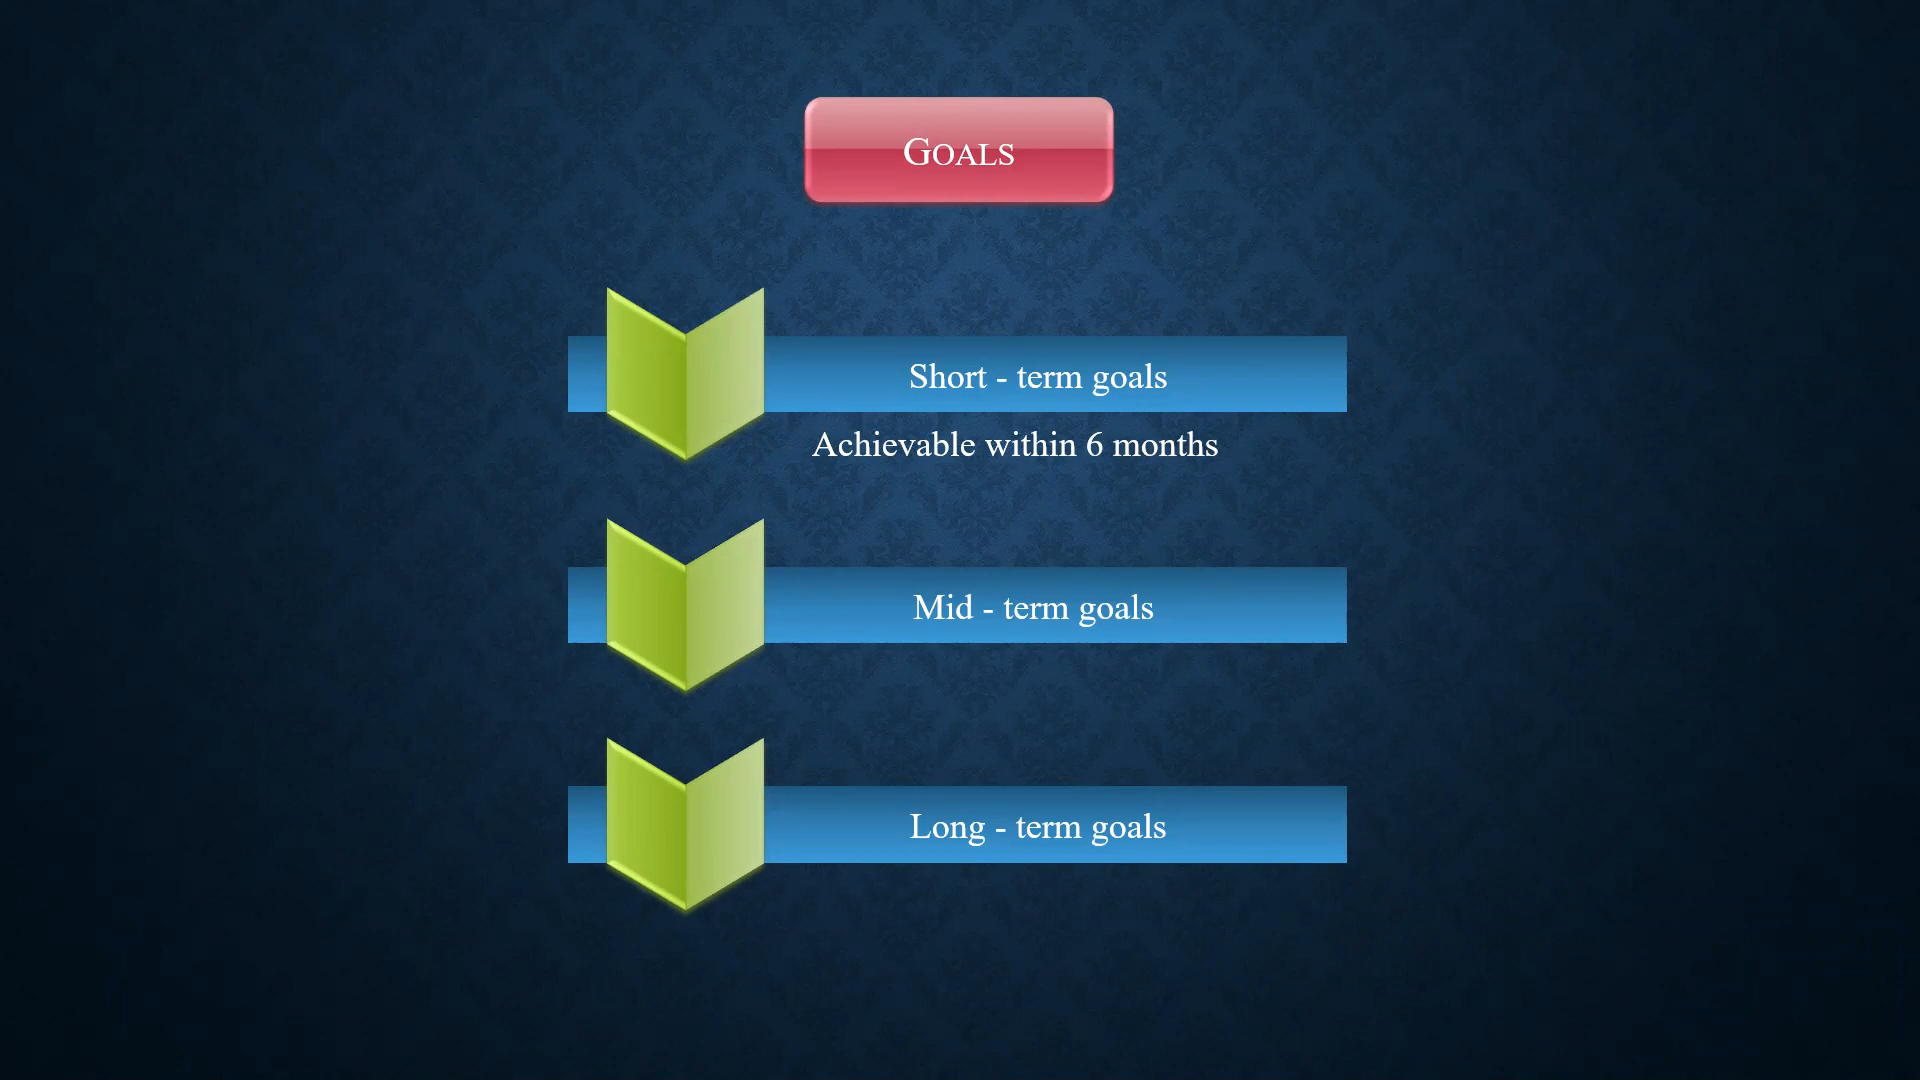 GOALS
Short - term goals
Achievable within 6 months
Mid - term goals
Long - term goals